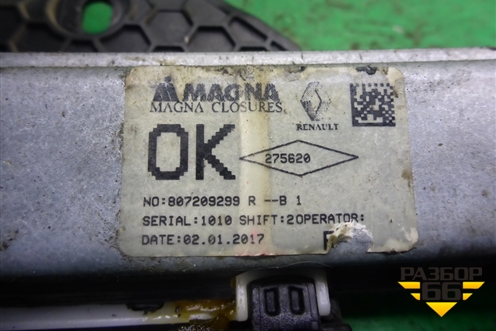 MAGNA
MAGNA CLOSURES
RENAULT
OK
275620
NO:807209299 R --B 1
SERIAL:1010 SHIFT:2OPERATOR:
DATE:02.01.2017
РАЗБОР
66